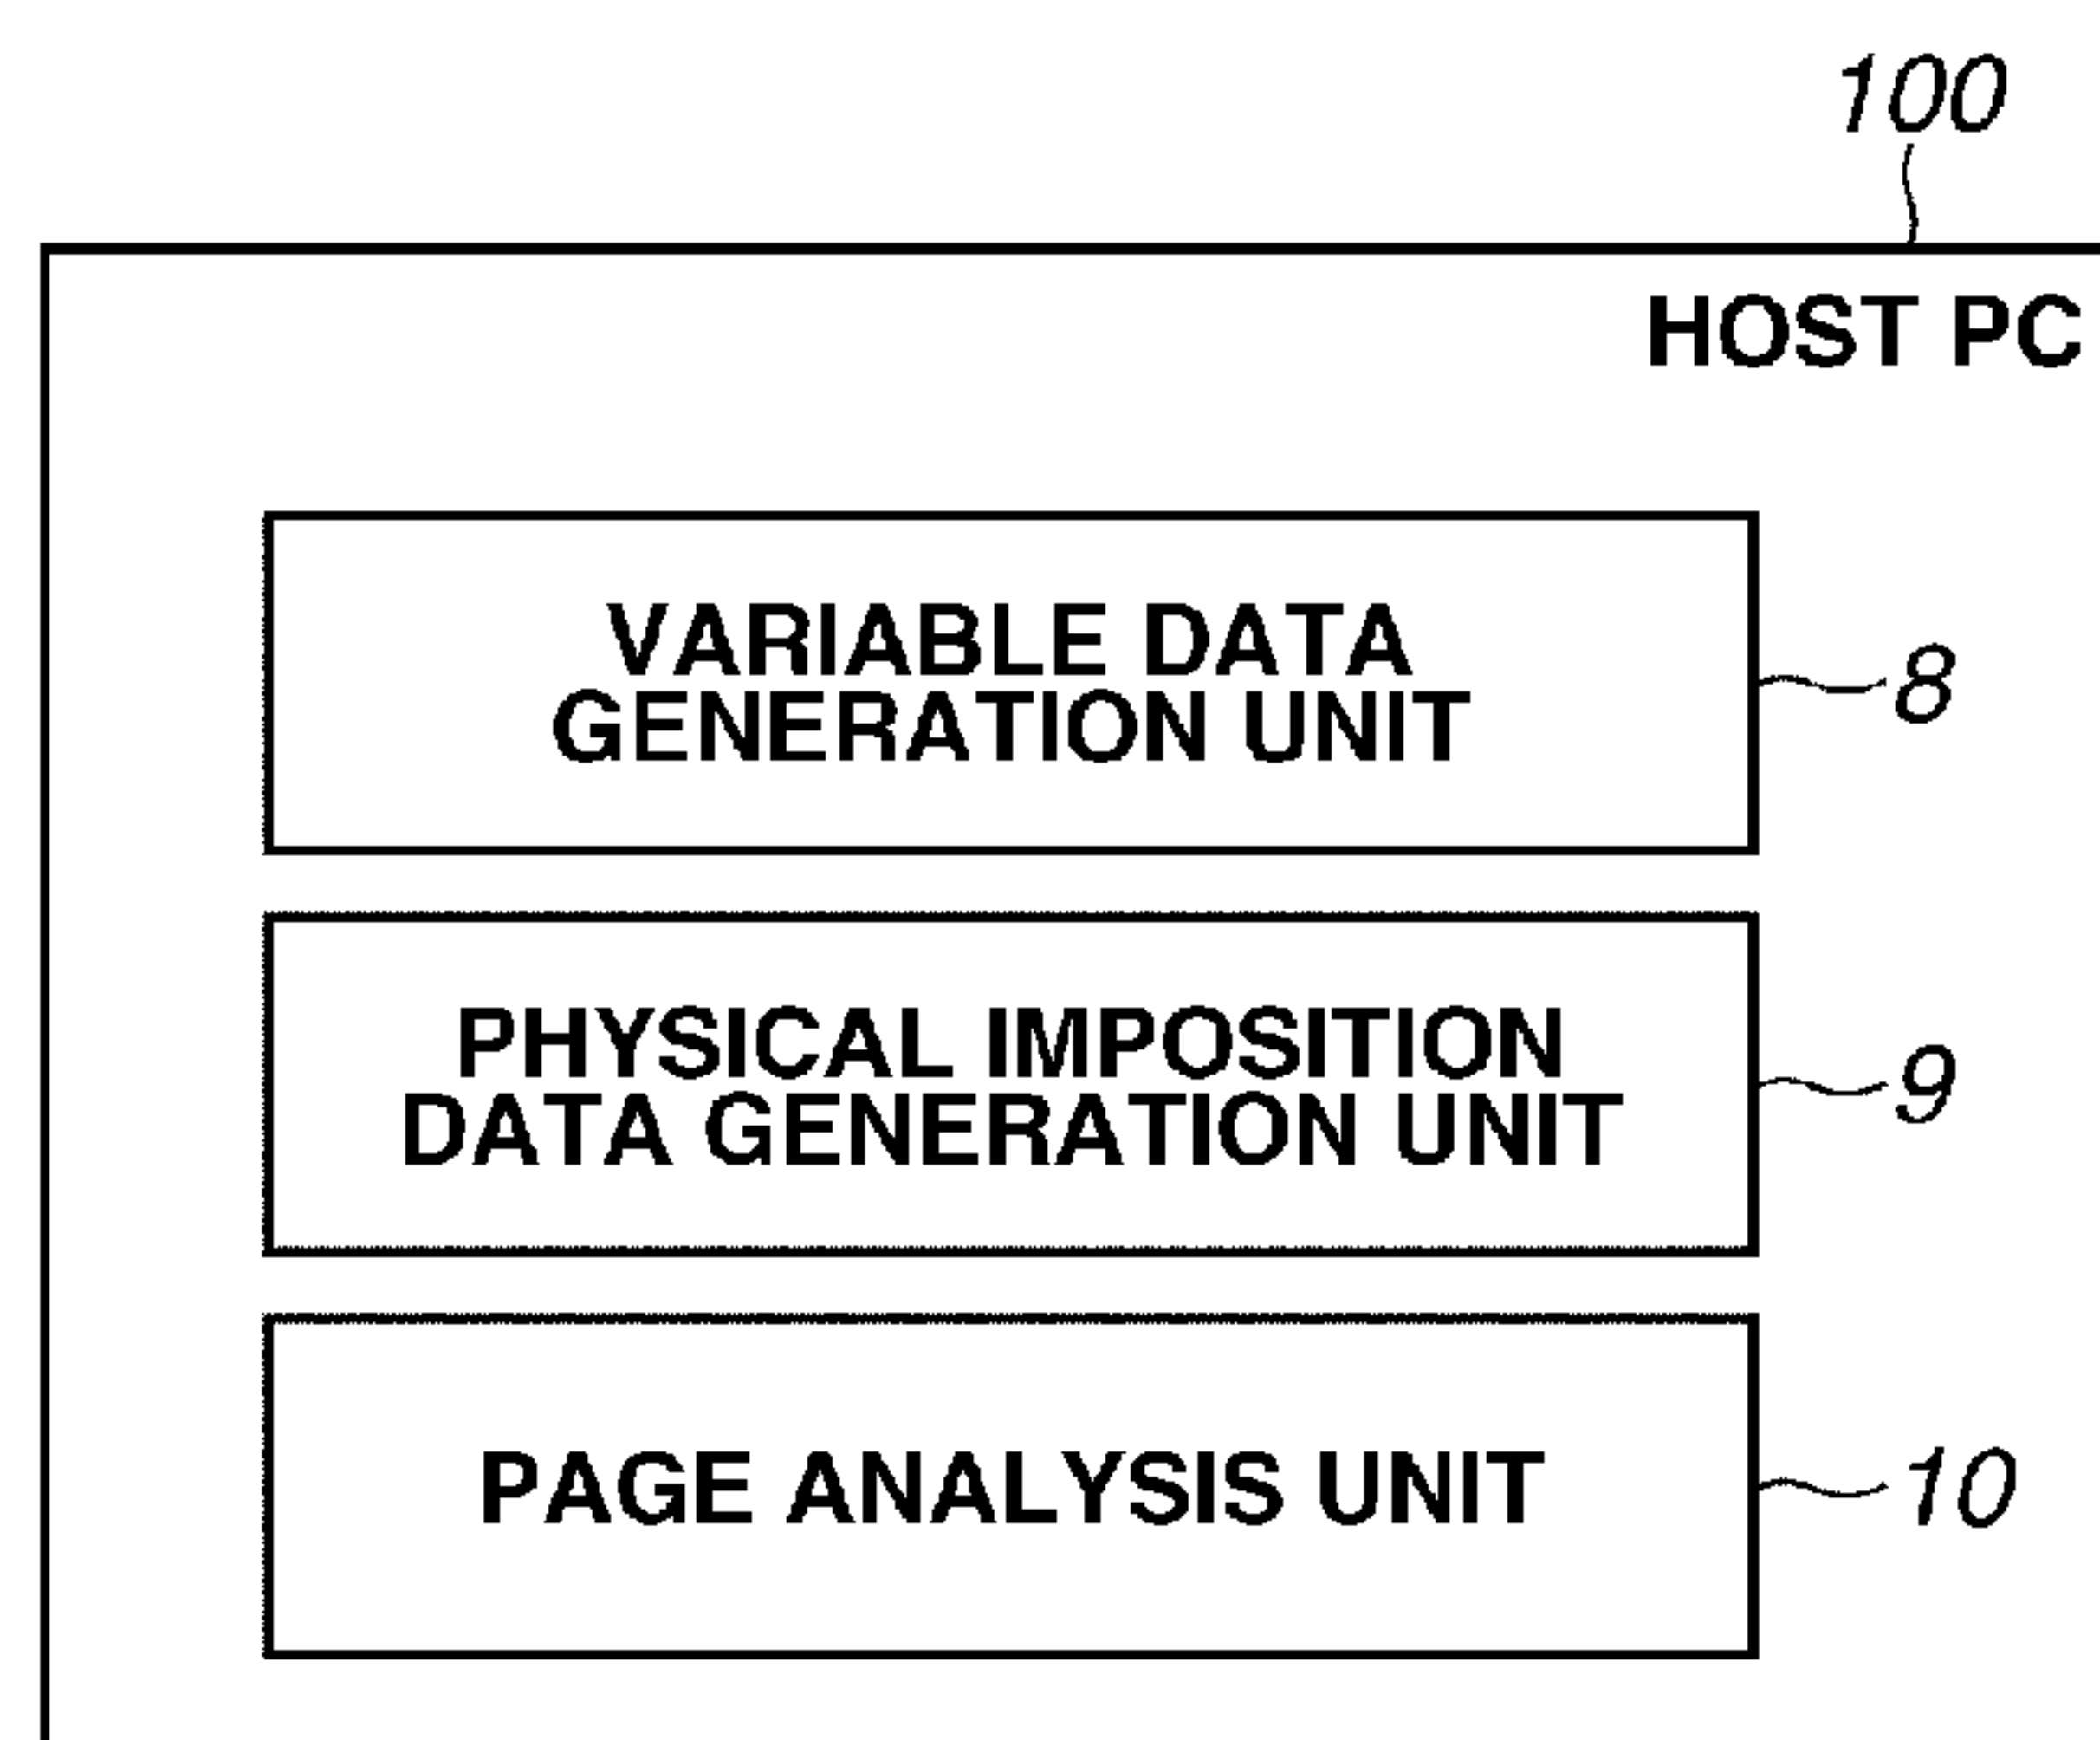 100
HOST PC
VARIABLE DATA
GENERATION UNIT
8
PHYSICAL IMPOSITION
DATA GENERATION UNIT
9
PAGE ANALYSIS UNIT
10